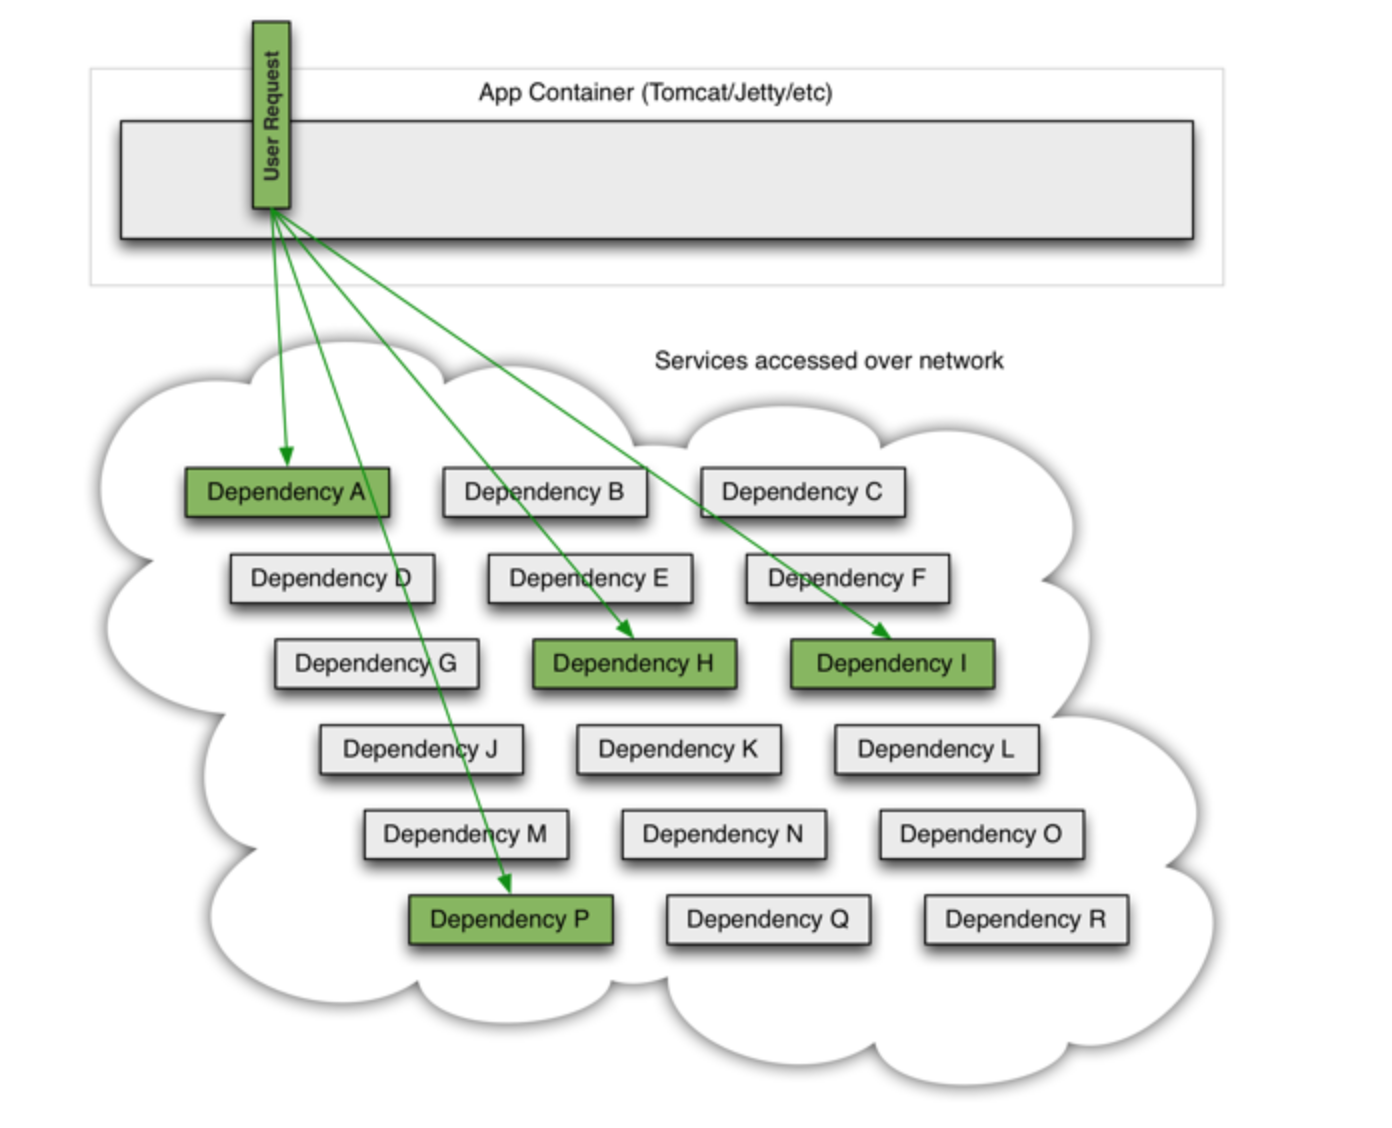 User Request
App Container (Tomcat/Jetty/etc)
Services accessed over network
Dependency A
Dependency B
Dependency C
Dependency D
Dependency E
Dependency F
Dependency G
Dependency H
Dependency I
Dependency J
Dependency K
Dependency L
Dependency M
Dependency N
Dependency O
Dependency P
Dependency Q
Dependency R